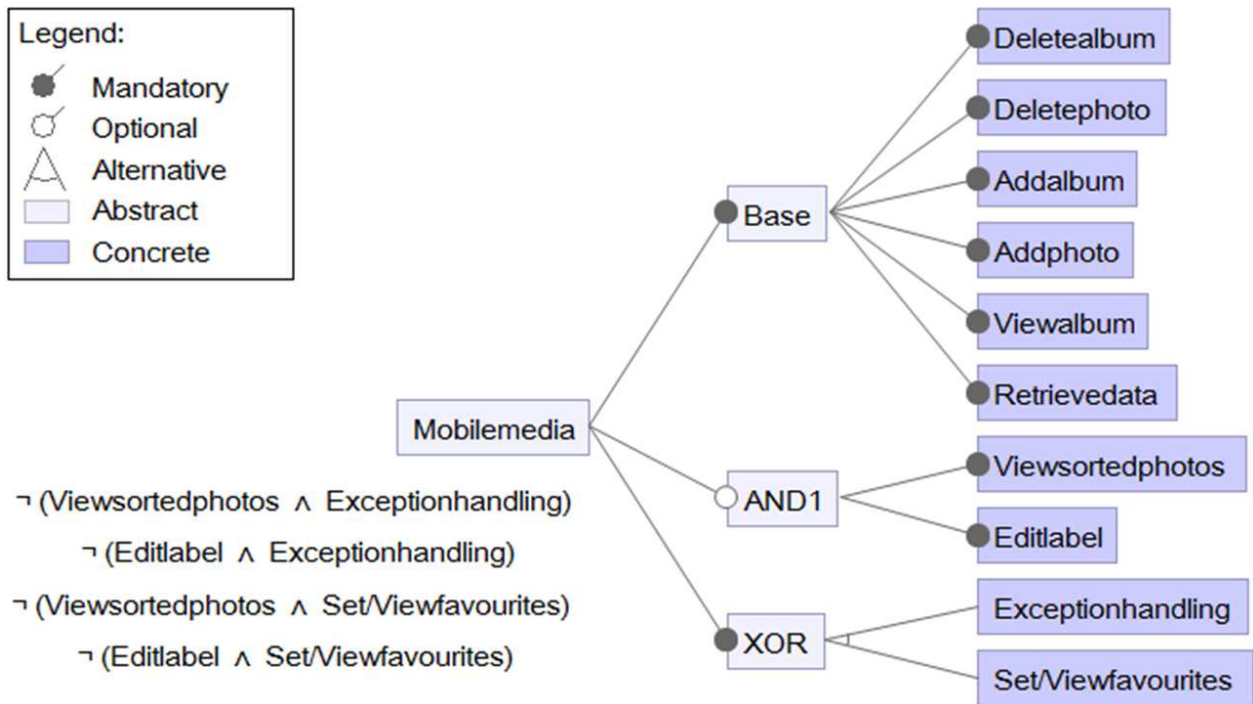 Legend:
Mandatory
Optional
Alternative
Abstract
Concrete
Mobilemedia
Base
AND1
XOR
Deletealbum
Deletephoto
Addalbum
Addphoto
Viewalbum
Retrievedata
Viewsortedphotos
Editlabel
Exceptionhandling
Set/Viewfavourites
¬ (Viewsortedphotos ∧ Exceptionhandling)
¬ (Editlabel ∧ Exceptionhandling)
¬ (Viewsortedphotos ∧ Set/Viewfavourites)
¬ (Editlabel ∧ Set/Viewfavourites)